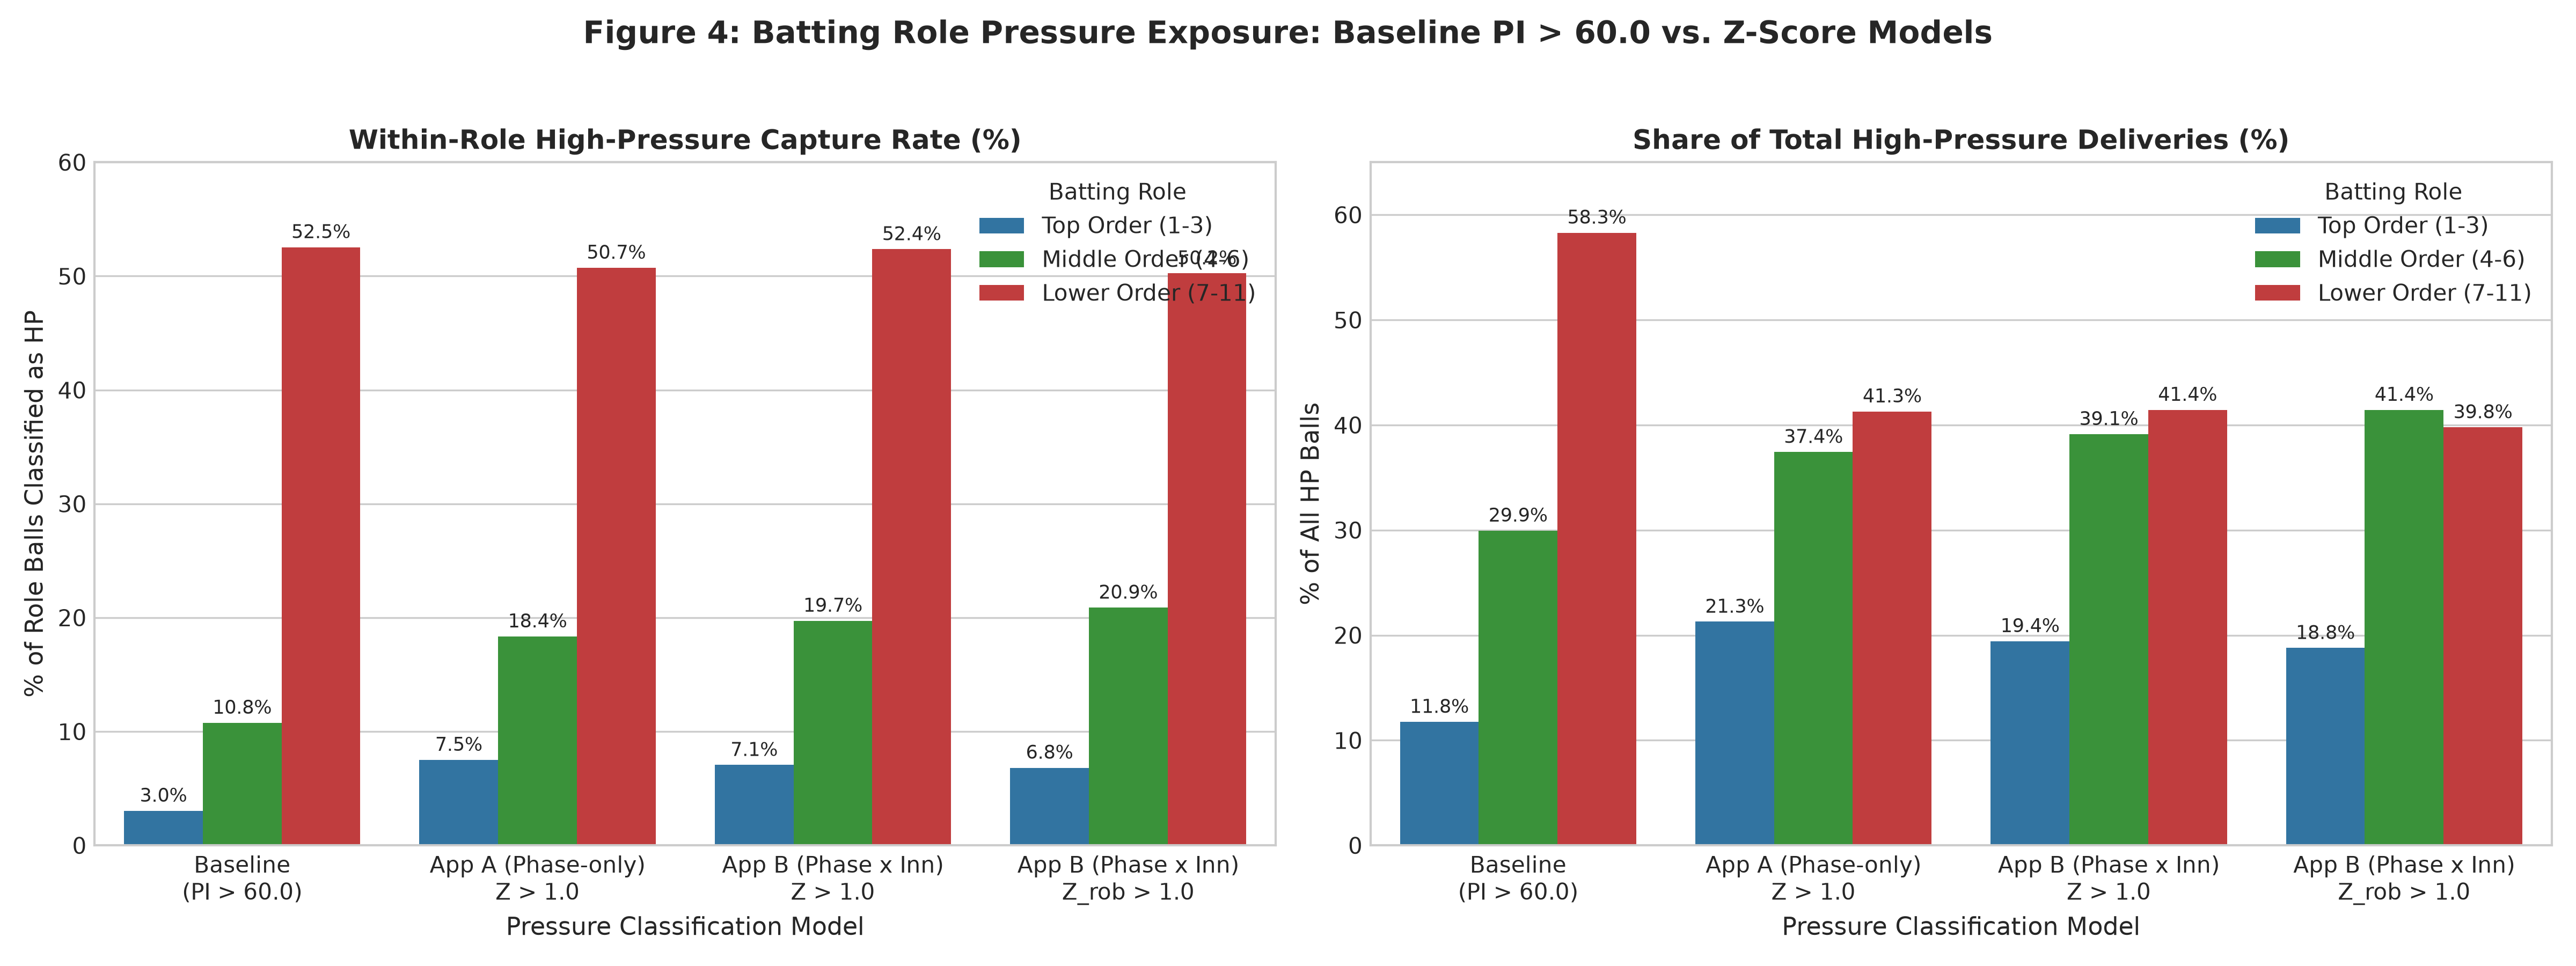 Figure 4: Batting Role Pressure Exposure: Baseline PI > 60.0 vs. Z-Score Models
Within-Role High-Pressure Capture Rate (%)
% of Role Balls Classified as HP
60
50
40
30
20
10
0
Batting Role
Top Order (1-3)
Middle Order (4-6)
Lower Order (7-11)
3.0%
10.8%
52.5%
7.5%
18.4%
50.7%
7.1%
19.7%
52.4%
6.8%
20.9%
50.2%
Baseline
(PI > 60.0)
App A (Phase-only)
Z > 1.0
App B (Phase x Inn)
Z > 1.0
App B (Phase x Inn)
Z_rob > 1.0
Pressure Classification Model
Share of Total High-Pressure Deliveries (%)
% of All HP Balls
60
50
40
30
20
10
0
Batting Role
Top Order (1-3)
Middle Order (4-6)
Lower Order (7-11)
11.8%
29.9%
58.3%
21.3%
37.4%
41.3%
19.4%
39.1%
41.4%
18.8%
41.4%
39.8%
Baseline
(PI > 60.0)
App A (Phase-only)
Z > 1.0
App B (Phase x Inn)
Z > 1.0
App B (Phase x Inn)
Z_rob > 1.0
Pressure Classification Model